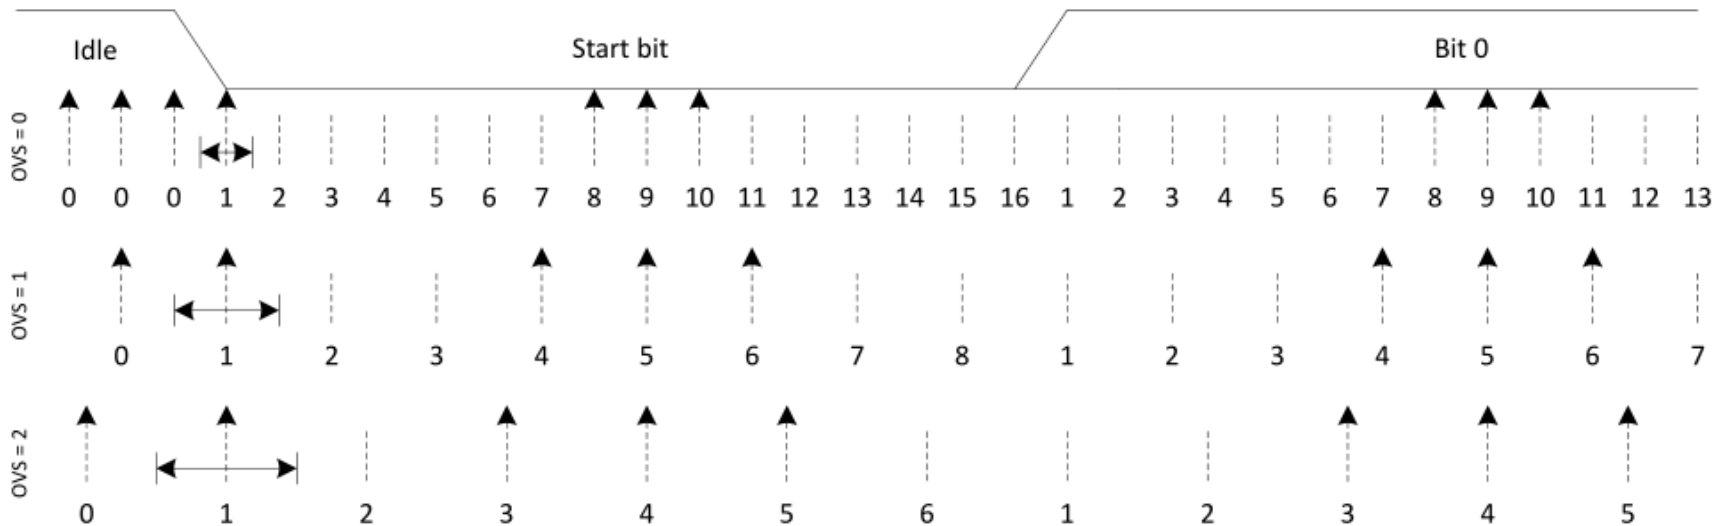 Idle Start bit Bit 0
OVS = 0
0 0 0 1 2 3 4 5 6 7 8 9 10 11 12 13 14 15 16 1 2 3 4 5 6 7 8 9 10 11 12 13
OVS = 1
0 1 2 3 4 5 6 7 8 1 2 3 4 5 6 7
OVS = 2
0 1 2 3 4 5 6 1 2 3 4 5